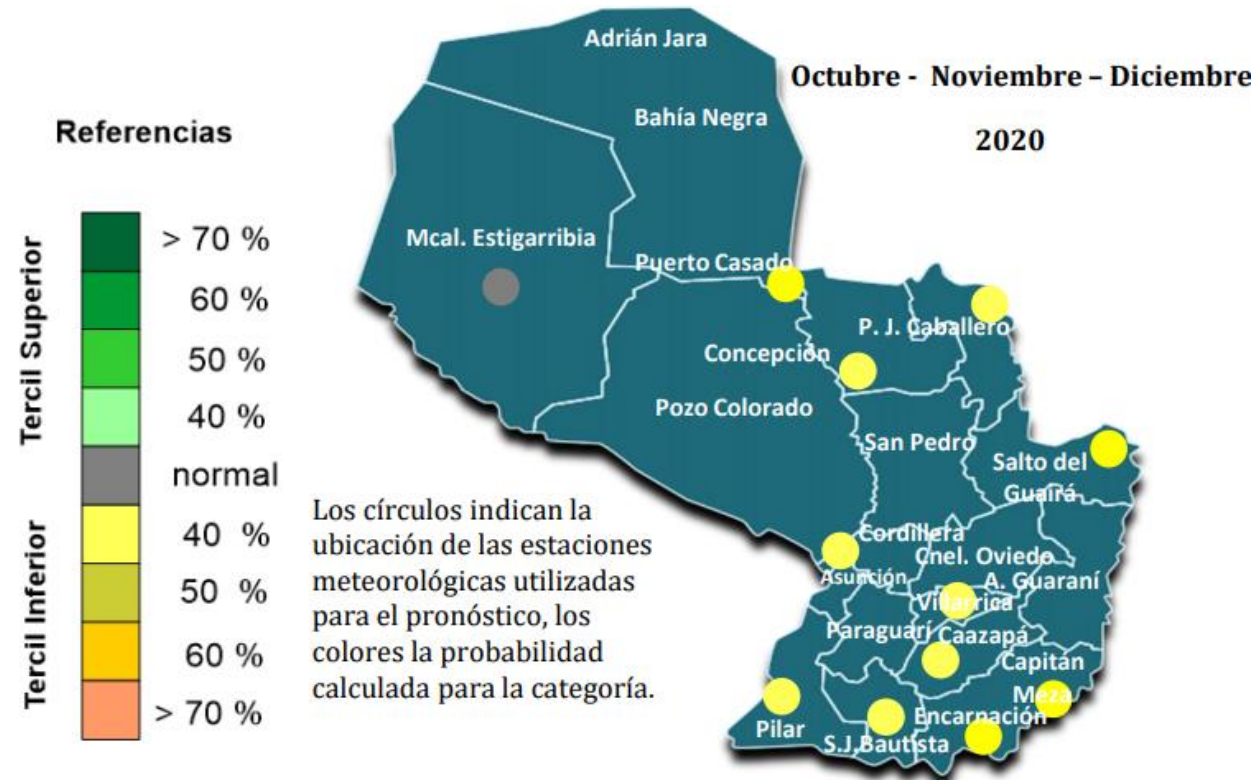 Adrián Jara
Octubre - Noviembre – Diciembre
2020
Bahía Negra
Referencias
Tercil Superior
> 70 %
60 %
50 %
40 %
normal
Tercil Inferior
40 %
50 %
60 %
> 70 %
Mcal. Estigarribia
Puerto Casado
P. J. Caballero
Concepción
Pozo Colorado
San Pedro
Salto del
Guairá
Los círculos indican la
ubicación de las estaciones
meteorológicas utilizadas
para el pronóstico, los
colores la probabilidad
calculada para la categoría.
Cordillera
Cnel. Oviedo
Asunción
A. Guaraní
Villarrica
Paraguarí
Caazapá
Capitán
Meza
Encarnación
Pilar
S.J.Bautista